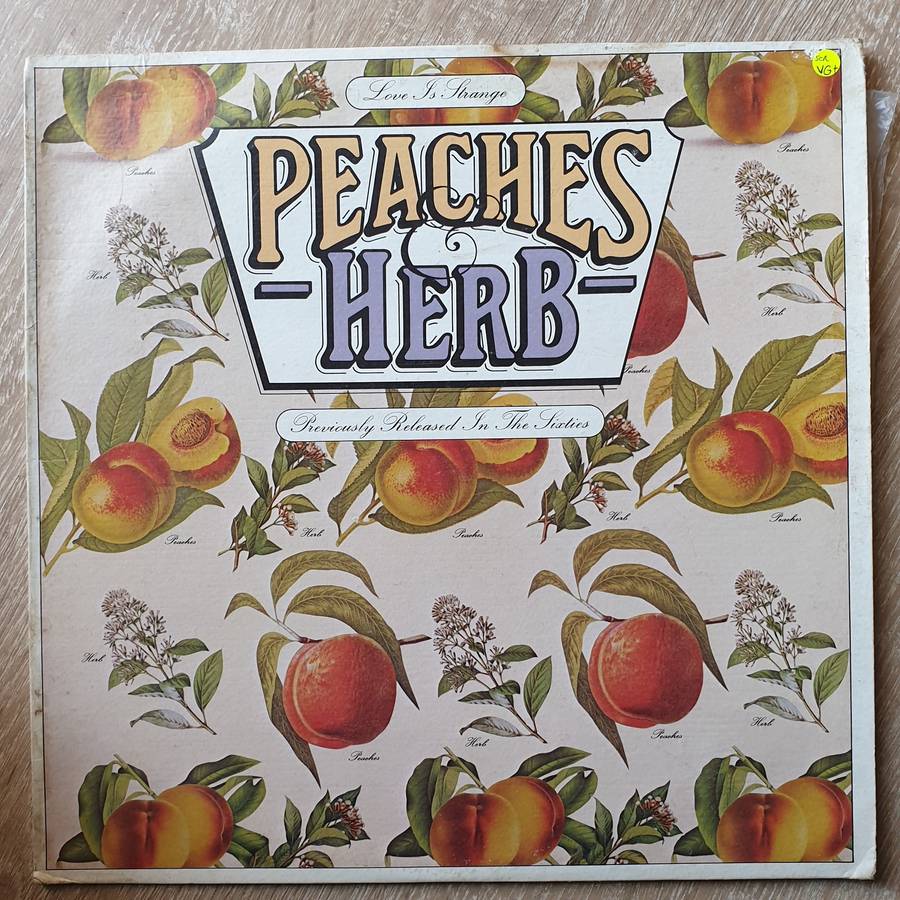 SCR
VG+
Love Is Strange
PEACHES
&
HERB
Previously Released In The Sixties
Peaches
Peaches
Herb
Herb
Peaches
Peaches
Herb
Peaches
Herb
Peaches
Herb
Peaches
Herb
Peaches
Herb